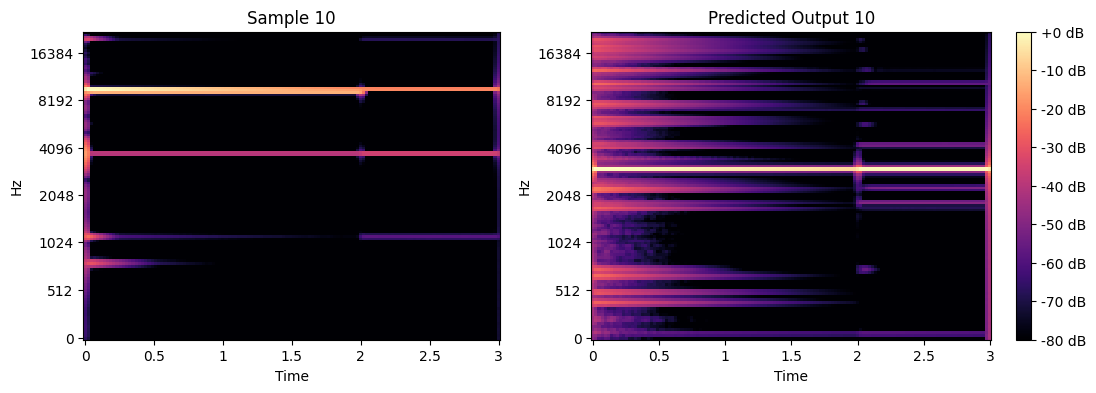 Sample 10
Predicted Output 10
Hz
16384
8192
4096
2048
1024
512
0
0
0.5
1
1.5
2
2.5
3
Time
Hz
16384
8192
4096
2048
1024
512
0
0
0.5
1
1.5
2
2.5
3
Time
+0 dB
-10 dB
-20 dB
-30 dB
-40 dB
-50 dB
-60 dB
-70 dB
-80 dB